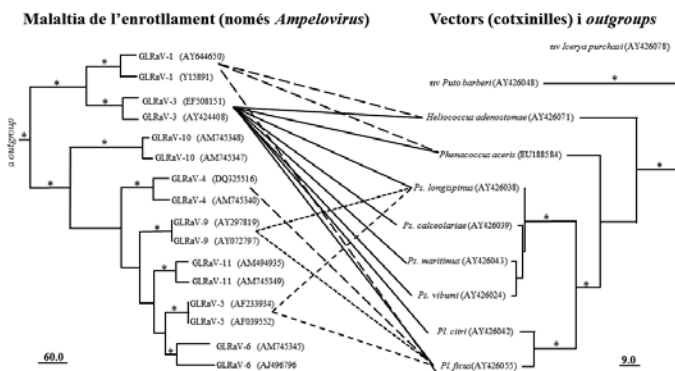 Malaltia de l'enrotllament (només Ampelovirus)
Vectors (cotxinilles) i outgroups
GLRaV-1 (AY644650)
GLRaV-1 (Y15891)
GLRaV-3 (EF508151)
GLRaV-3 (AY424408)
GLRaV-10 (AM745348)
GLRaV-10 (AM745347)
GLRaV-4 (DQ325516)
GLRaV-4 (AM745340)
GLRaV-9 (AY297819)
GLRaV-9 (AY072797)
GLRaV-11 (AM494935)
GLRaV-11 (AM745349)
GLRaV-5 (AF233934)
GLRaV-5 (AF039552)
GLRaV-6 (AM745345)
GLRaV-6 (AJ496796
a outgroup
60.0
Icerya purchasi (AY426078)
Puto barberi (AY426048)
Heliococcus adenostomae (AY426071)
Phenacoccus aceris (EU188584)
Ps. longispinus (AY426038)
Ps. calceolariae (AY426039)
Ps. maritimus (AY426043)
Ps. viburni (AY426024)
Pl. citri (AY426042)
Pl. ficus (AY426055)
9.0